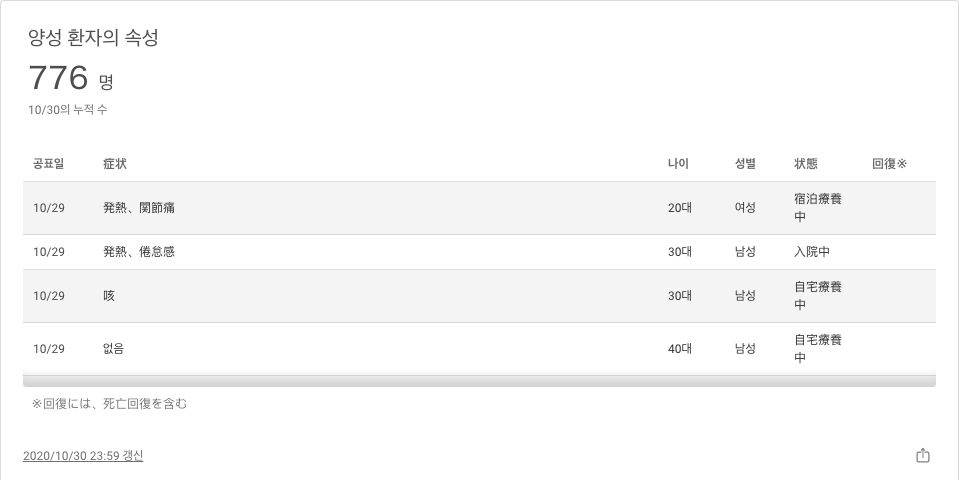 양성 환자의 속성
776 명
10/30의 누적 수
공표일 症状 나이 성별 状態 回復※
10/29 発熱、関節痛 20대 여성 宿泊療養
中
10/29 発熱、倦怠感 30대 남성 入院中
10/29 咳 30대 남성 自宅療養
中
10/29 없음 40대 남성 自宅療養
中
※回復には、死亡回復を含む
2020/10/30 23:59 갱신